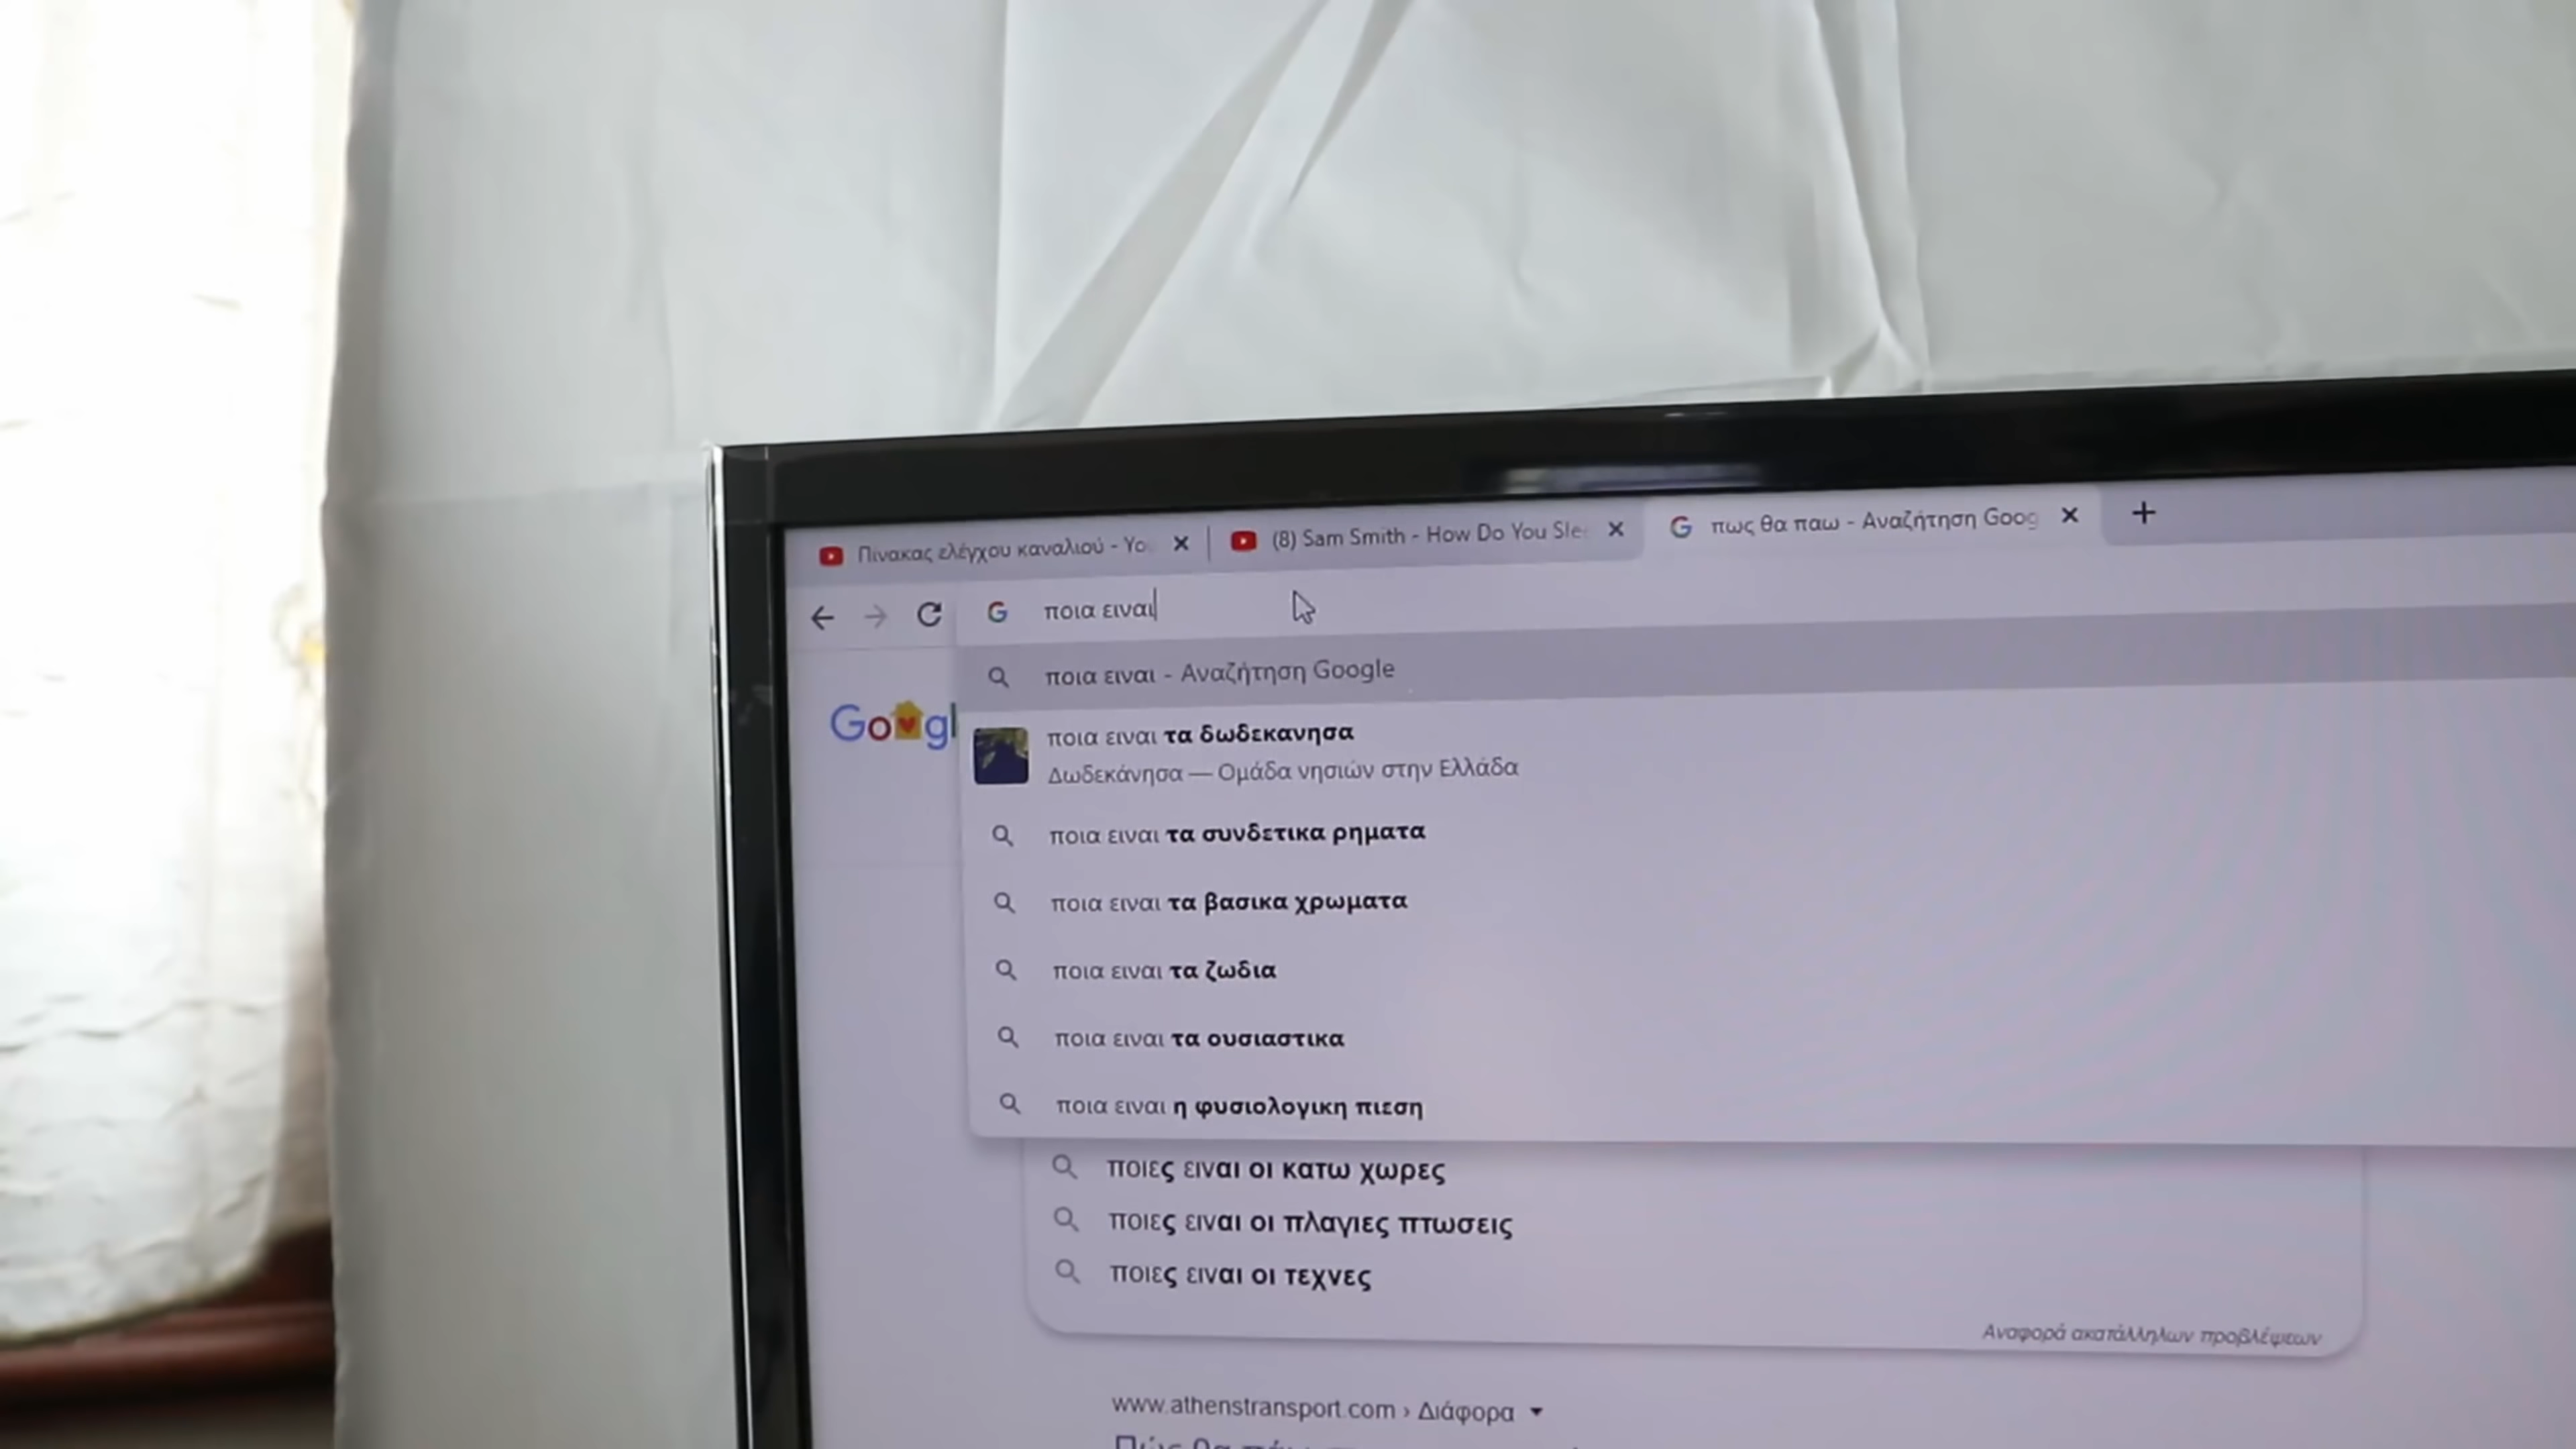 Πίνακας ελέγχου καναλιού - Yo
(8) Sam Smith - How Do You Sle
πως θα παω - Αναζήτηση Goog
ποια ειναι
ποια ειναι - Αναζήτηση Google
Googl
ποια ειναι τα δωδεκανησα
Δωδεκάνησα — Ομάδα νησιών στην Ελλάδα
ποια ειναι τα συνδετικα ρηματα
ποια ειναι τα βασικα χρωματα
ποια ειναι τα ζωδια
ποια ειναι τα ουσιαστικα
ποια ειναι η φυσιολογικη πιεση
ποιες ειναι οι κατω χωρες
ποιες ειναι οι πλαγιες πτωσεις
ποιες ειναι οι τεχνες
Αναφορά ακατάλληλων προβλέψεων
www.athenstransport.com › Διάφορα